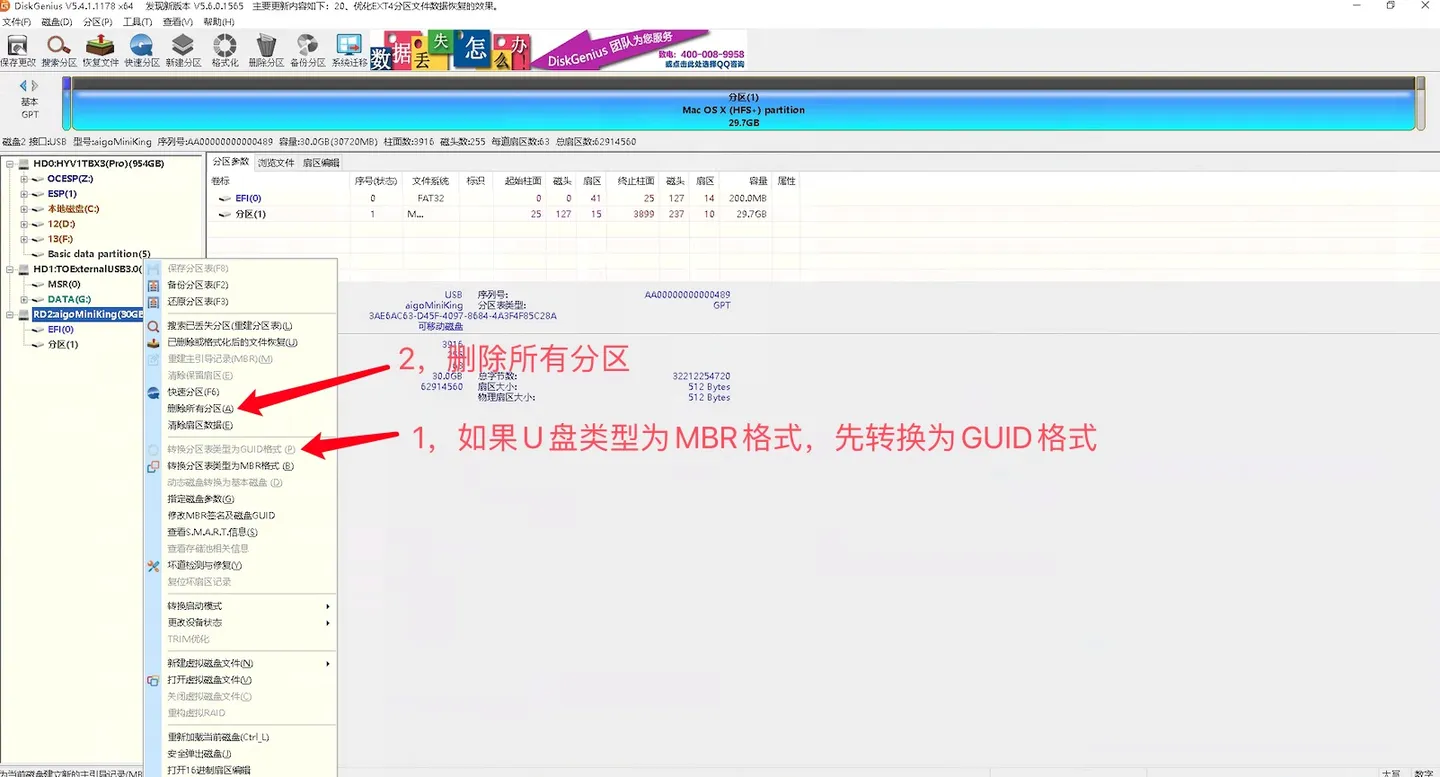 DiskGenius V5.4.1.1178 x64 发现新版本 V5.6.0.1565 主要更新内容如下：20、优化EXT4分区文件数据恢复的效果。
文件(F) 磁盘(D) 分区(P) 工具(T) 查看(V) 帮助(H)
保存更改 搜索分区 恢复文件 快速分区 新建分区 格式化 删除分区 备份分区 系统迁移
数据丢失怎么办!
DiskGenius 团队为您服务
致电：400-008-9958
或点击此处选择QQ咨询
基本
GPT
分区(1)
Mac OS X (HFS+) partition
29.7GB
磁盘2 接口:USB 型号:aigoMiniKing 序列号:AA00000000000489 容量:30.0GB(30720MB) 柱面数:3916 磁头数:255 每道扇区数:63 总扇区数:62914560
HD0:HYV1TBX3(Pro)(954GB)
OCESP(Z:)
ESP(1)
本地磁盘(C:)
12(D:)
13(F:)
Basic data partition(5)
HD1:TOExternalUSB3.0(
MSR(0)
DATA(G:)
RD2:aigoMiniKing(30GB
EFI(0)
分区(1)
分区参数 浏览文件 扇区编辑
卷标 序号(状态) 文件系统 标识 起始柱面 磁头 扇区 终止柱面 磁头 扇区 容量 属性
EFI(0) 0 FAT32 0 0 41 25 127 14 200.0MB
分区(1) 1 M... 25 127 15 3899 237 10 29.7GB
USB 序列号: AA00000000000489
aigoMiniKing 分区表类型: GPT
3AE6AC63-D45F-4097-8684-4A3F4F85C28A
可移动磁盘
3916
30.0GB 总字节数: 32212254720
62914560 扇区大小: 512 Bytes
物理扇区大小: 512 Bytes
保存分区表(F8)
备份分区表(F2)
还原分区表(F3)
搜索已丢失分区(重建分区表)(L)
已删除或格式化后的文件恢复(U)
重建主引导记录(MBR)(M)
清除保留扇区(E)
快速分区(F6)
删除所有分区(A)
清除扇区数据(E)
转换分区表类型为GUID格式 (P)
转换分区表类型为MBR格式 (B)
动态磁盘转换为基本磁盘 (D)
指定磁盘参数(G)
修改MBR签名及磁盘GUID
查看S.M.A.R.T.信息(S)
查看存储池相关信息
坏道检测与修复(Y)
复位坏扇区记录
转换启动模式
更改设备状态
TRIM优化
新建虚拟磁盘文件(N)
打开虚拟磁盘文件(V)
关闭虚拟磁盘文件(C)
重构虚拟RAID
重新加载当前磁盘(Ctrl_L)
安全弹出磁盘(J)
打开16进制扇区编辑
2，删除所有分区
1，如果U盘类型为MBR格式，先转换为GUID格式
为当前磁盘建立新的主引导记录(MB
大写 数字